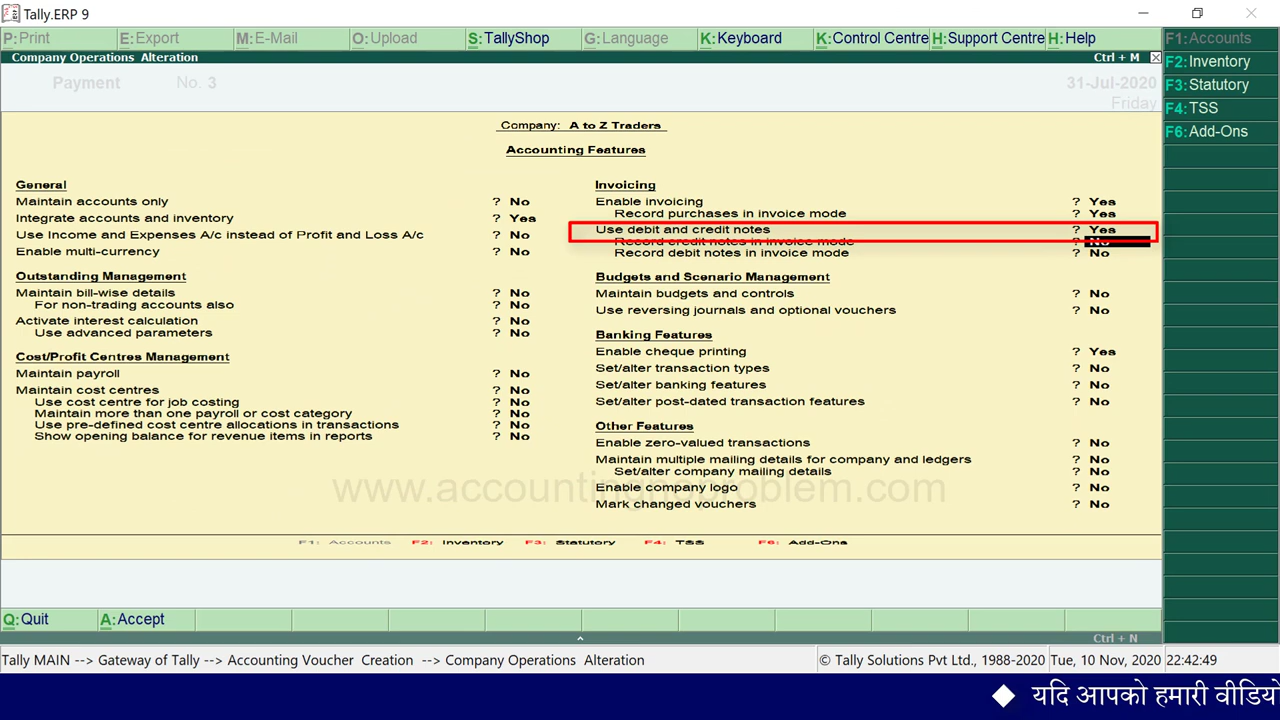 Tally.ERP 9
P:Print E:Export M:E-Mail O:Upload S:TallyShop G:Language K:Keyboard K:Control Centre H:Support Centre H:Help F1:Accounts
Company Operations Alteration Ctrl + M
F2:Inventory
Payment No. 3 31-Jul-2020
F3:Statutory
Friday
F4:TSS
Company: A to Z Traders
F6:Add-Ons
Accounting Features
General
Maintain accounts only ? No
Integrate accounts and inventory ? Yes
Use Income and Expenses A/c instead of Profit and Loss A/c ? No
Enable multi-currency ? No
Outstanding Management
Maintain bill-wise details ? No
For non-trading accounts also ? No
Activate interest calculation ? No
Use advanced parameters ? No
Cost/Profit Centres Management
Maintain payroll ? No
Maintain cost centres ? No
Use cost centre for job costing ? No
Maintain more than one payroll or cost category ? No
Use pre-defined cost centre allocations in transactions ? No
Show opening balance for revenue items in reports ? No
Invoicing
Enable invoicing ? Yes
Record purchases in invoice mode ? Yes
Use debit and credit notes ? Yes
Record credit notes in invoice mode ? No
Record debit notes in invoice mode ? No
Budgets and Scenario Management
Maintain budgets and controls ? No
Use reversing journals and optional vouchers ? No
Banking Features
Enable cheque printing ? Yes
Set/alter transaction types ? No
Set/alter banking features ? No
Set/alter post-dated transaction features ? No
Other Features
Enable zero-valued transactions ? No
Maintain multiple mailing details for company and ledgers ? No
Set/alter company mailing details ? No
Enable company logo ? No
Mark changed vouchers ? No
www.accountingnoproblem.com
F1: Accounts F2: Inventory F3: Statutory F4: TSS F6: Add-Ons
Q:Quit A:Accept
Ctrl + N
Tally MAIN --> Gateway of Tally --> Accounting Voucher Creation --> Company Operations Alteration © Tally Solutions Pvt Ltd., 1988-2020 Tue, 10 Nov, 2020 22:42:49
◆ यदि आपको हमारी वीडियो